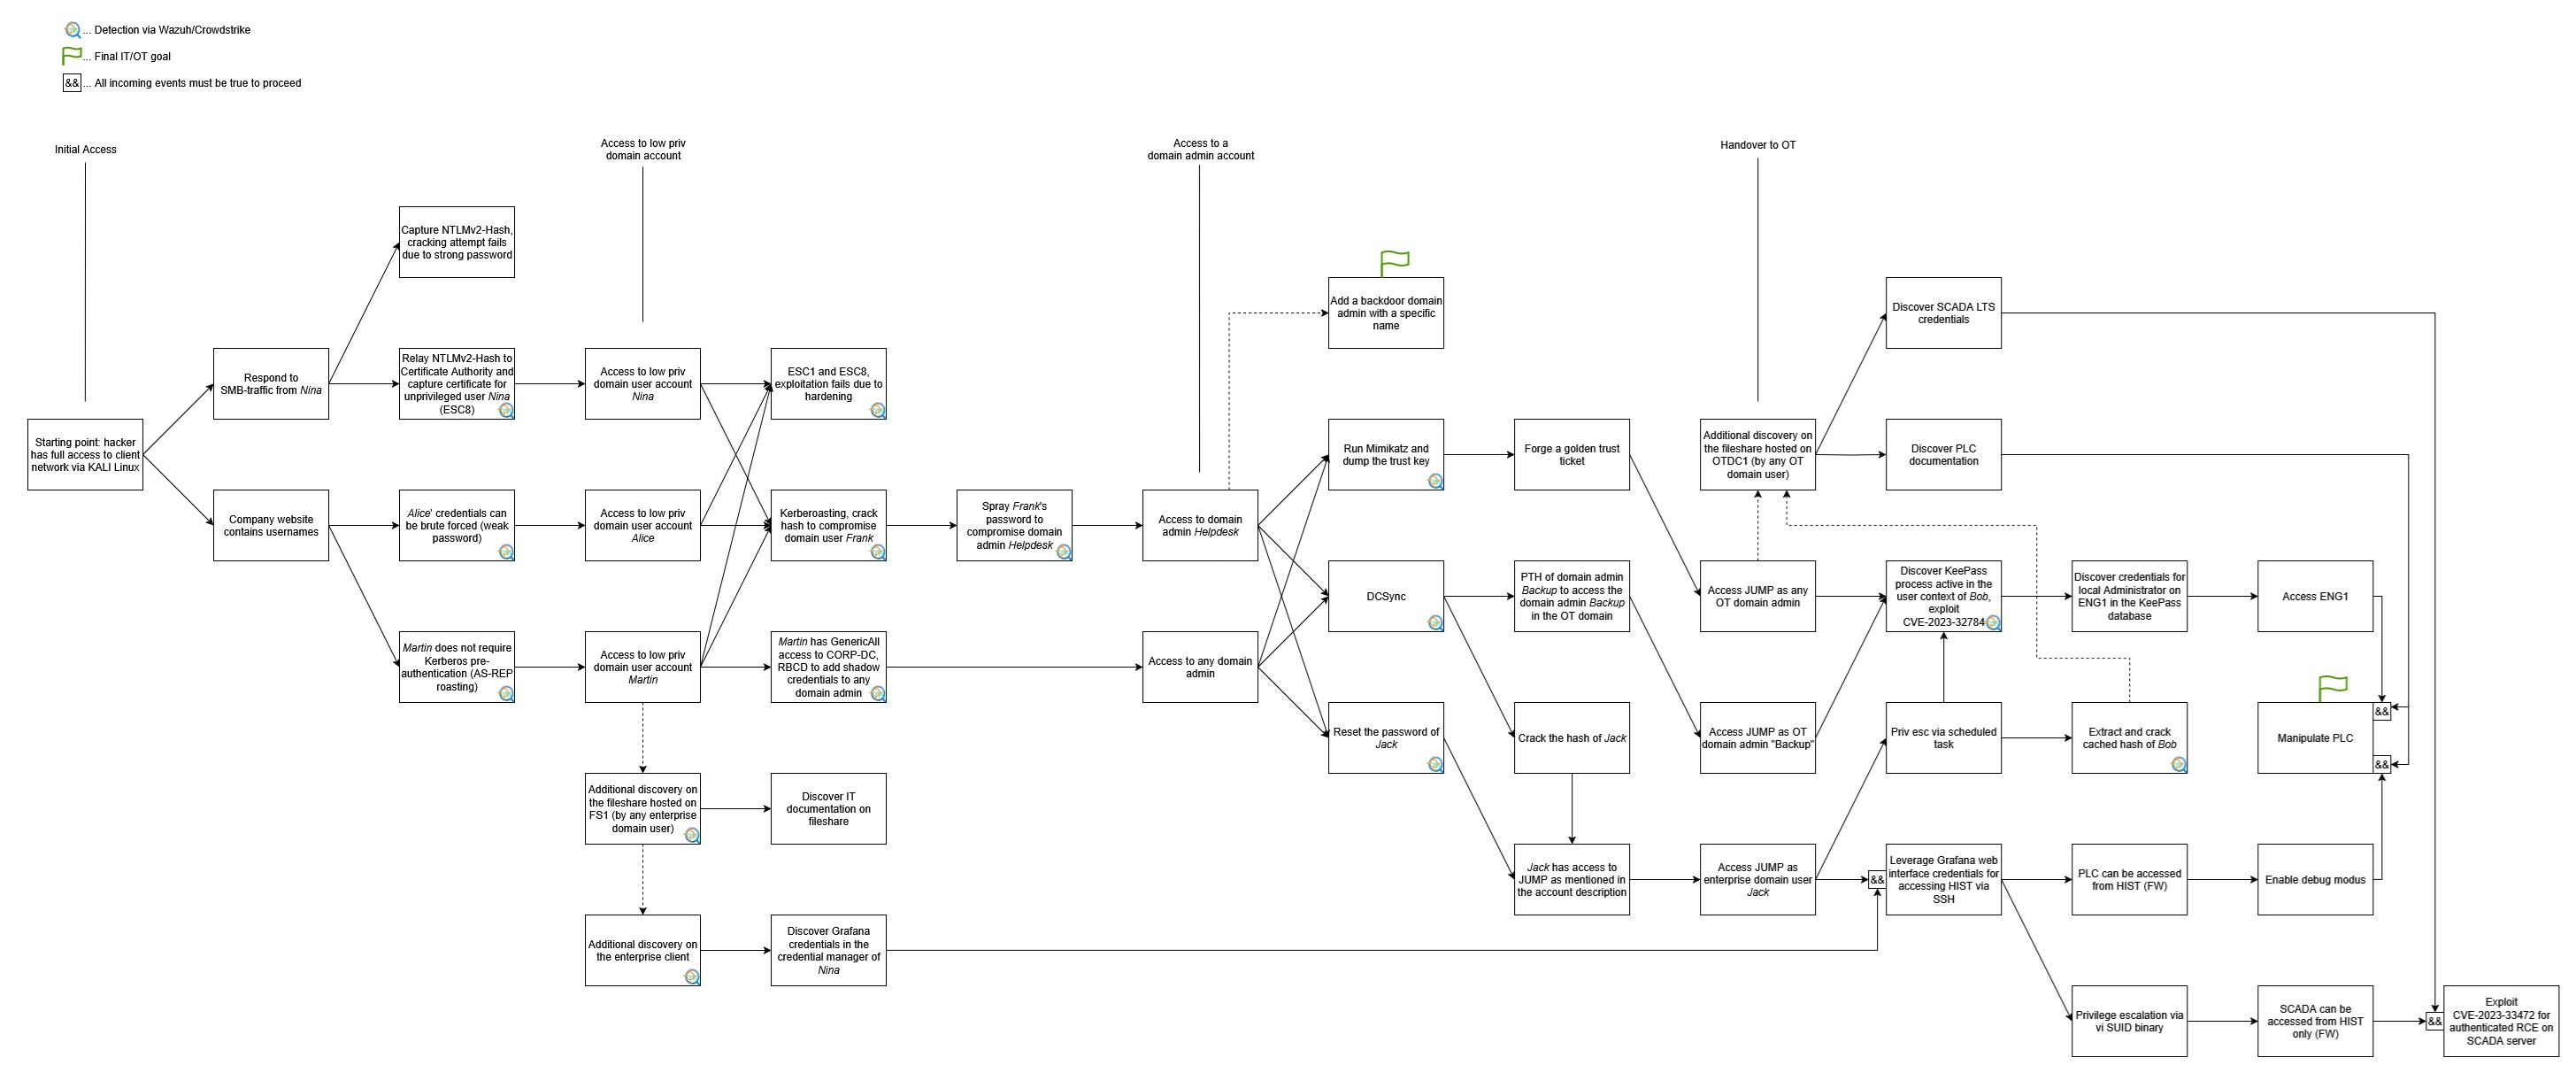 ... Detection via Wazuh/Crowdstrike
... Final IT/OT goal
&& ... All incoming events must be true to proceed
Initial Access
Access to low priv
domain account
Access to a
domain admin account
Handover to OT
Starting point: hacker
has full access to client
network via KALI Linux
Respond to
SMB-traffic from Nina
Company website
contains usernames
Capture NTLMv2-Hash,
cracking attempt fails
due to strong password
Relay NTLMv2-Hash to
Certificate Authority and
capture certificate for
unprivileged user Nina
(ESC8)
Alice' credentials can
be brute forced (weak
password)
Martin does not require
Kerberos pre-
authentication (AS-REP
roasting)
Access to low priv
domain user account
Nina
Access to low priv
domain user account
Alice
Access to low priv
domain user account
Martin
Additional discovery on
the fileshare hosted on
FS1 (by any enterprise
domain user)
Additional discovery on
the enterprise client
ESC1 and ESC8,
exploitation fails due to
hardening
Kerberoasting, crack
hash to compromise
domain user Frank
Martin has GenericAll
access to CORP-DC,
RBCD to add shadow
credentials to any
domain admin
Discover IT
documentation on
fileshare
Discover Grafana
credentials in the
credential manager of
Nina
Spray Frank's
password to
compromise domain
admin Helpdesk
Access to domain
admin Helpdesk
Access to any domain
admin
Add a backdoor domain
admin with a specific
name
Run Mimikatz and
dump the trust key
DCSync
Reset the password of
Jack
Forge a golden trust
ticket
PTH of domain admin
Backup to access the
domain admin Backup
in the OT domain
Crack the hash of Jack
Jack has access to
JUMP as mentioned in
the account description
Additional discovery on
the fileshare hosted on
OTDC1 (by any OT
domain user)
Access JUMP as any
OT domain admin
Access JUMP as OT
domain admin "Backup"
Access JUMP as
enterprise domain user
Jack
Discover SCADA LTS
credentials
Discover PLC
documentation
Discover KeePass
process active in the
user context of Bob,
exploit
CVE-2023-32784
Priv esc via scheduled
task
&&
Leverage Grafana web
interface credentials for
accessing HIST via
SSH
Discover credentials for
local Administrator on
ENG1 in the KeePass
database
Extract and crack
cached hash of Bob
PLC can be accessed
from HIST (FW)
Privilege escalation via
vi SUID binary
Access ENG1
Manipulate PLC
&&
&&
Enable debug modus
SCADA can be
accessed from HIST
only (FW)
&&
Exploit
CVE-2023-33472 for
authenticated RCE on
SCADA server